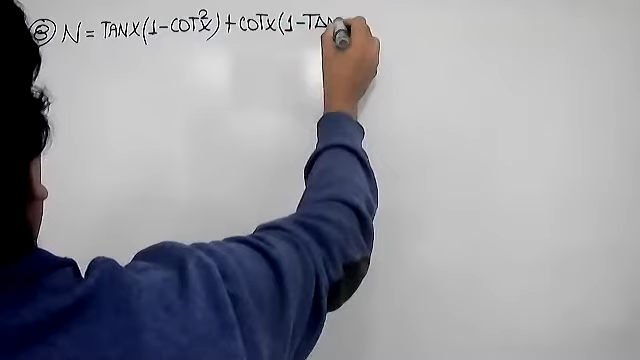 ⑧ N = TANX(1-COT²X) + COTX(1-TAN